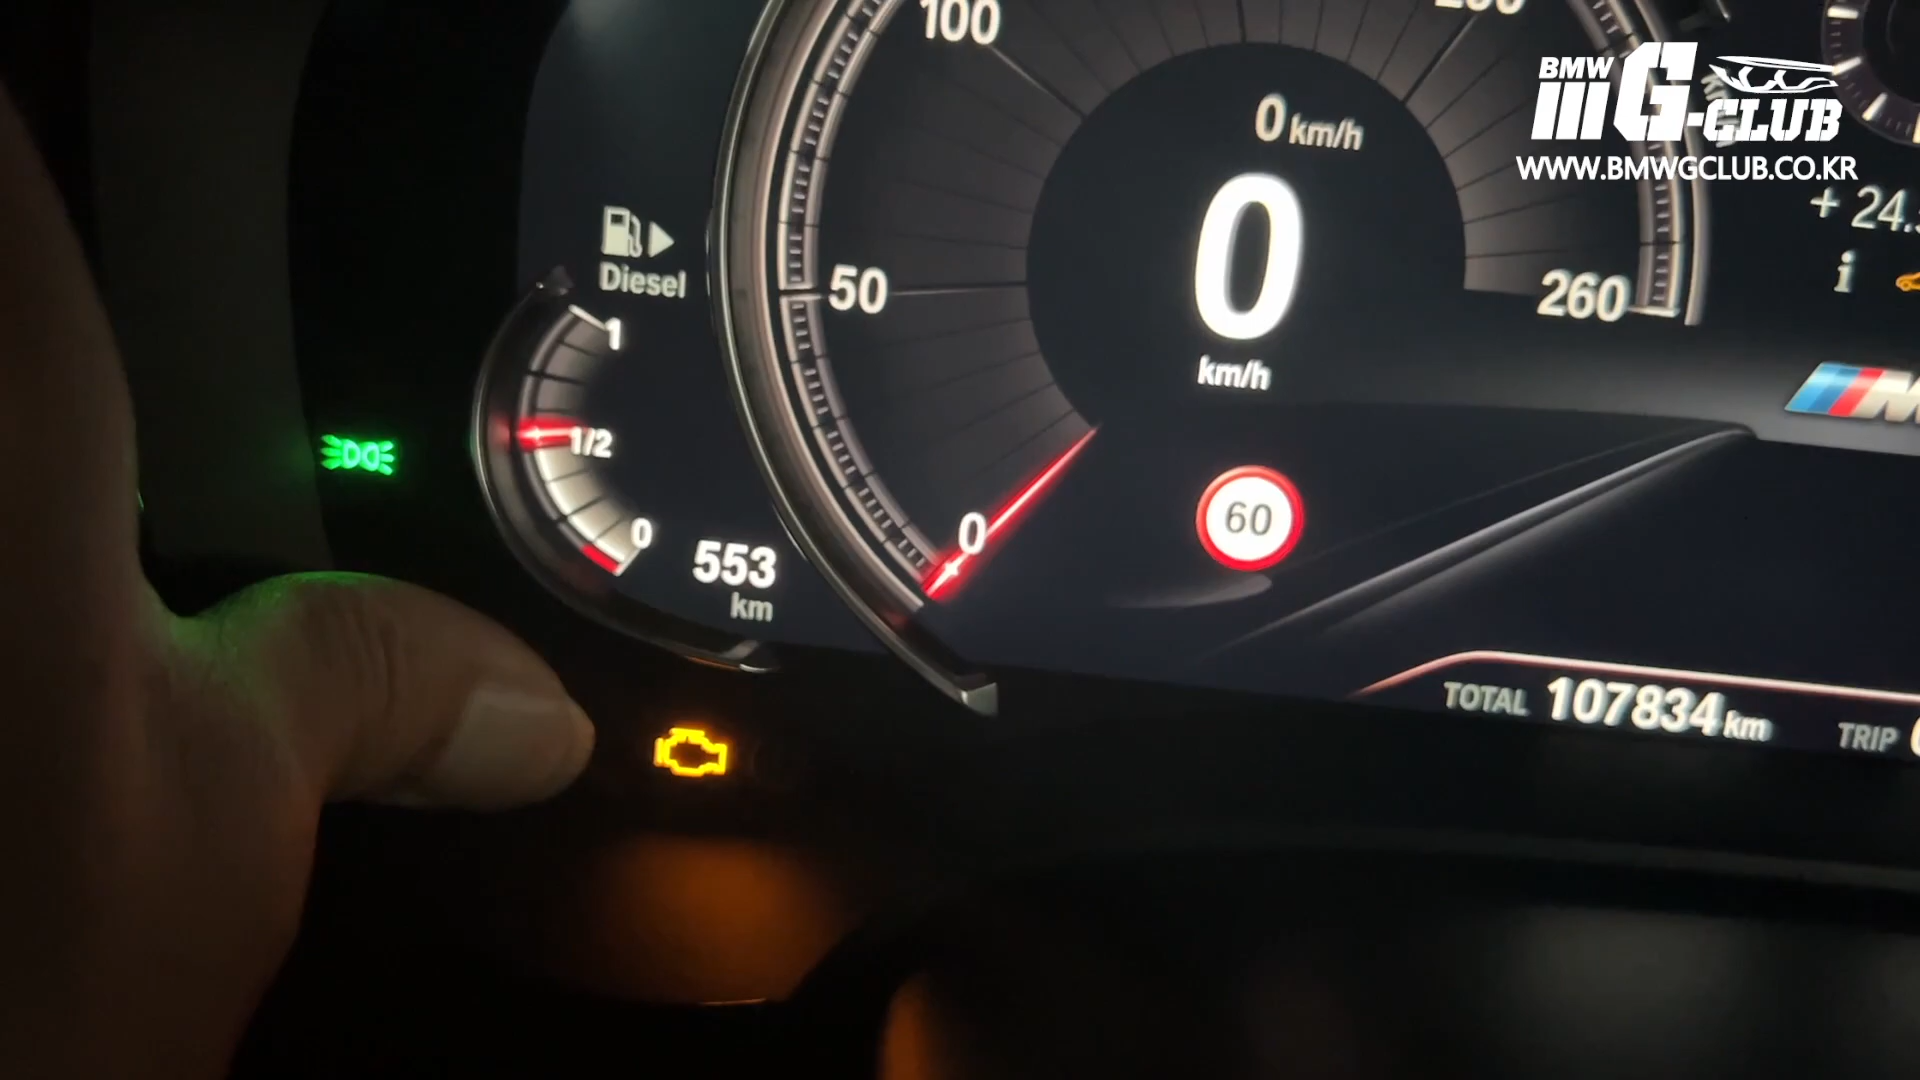 100
BMW
G-CLUB
WWW.BMWGCLUB.CO.KR
0 km/h
0
km/h
+ 24.
i
Diesel
50
260
1
1/2
0
553
km
0
60
TOTAL 107834 km
TRIP